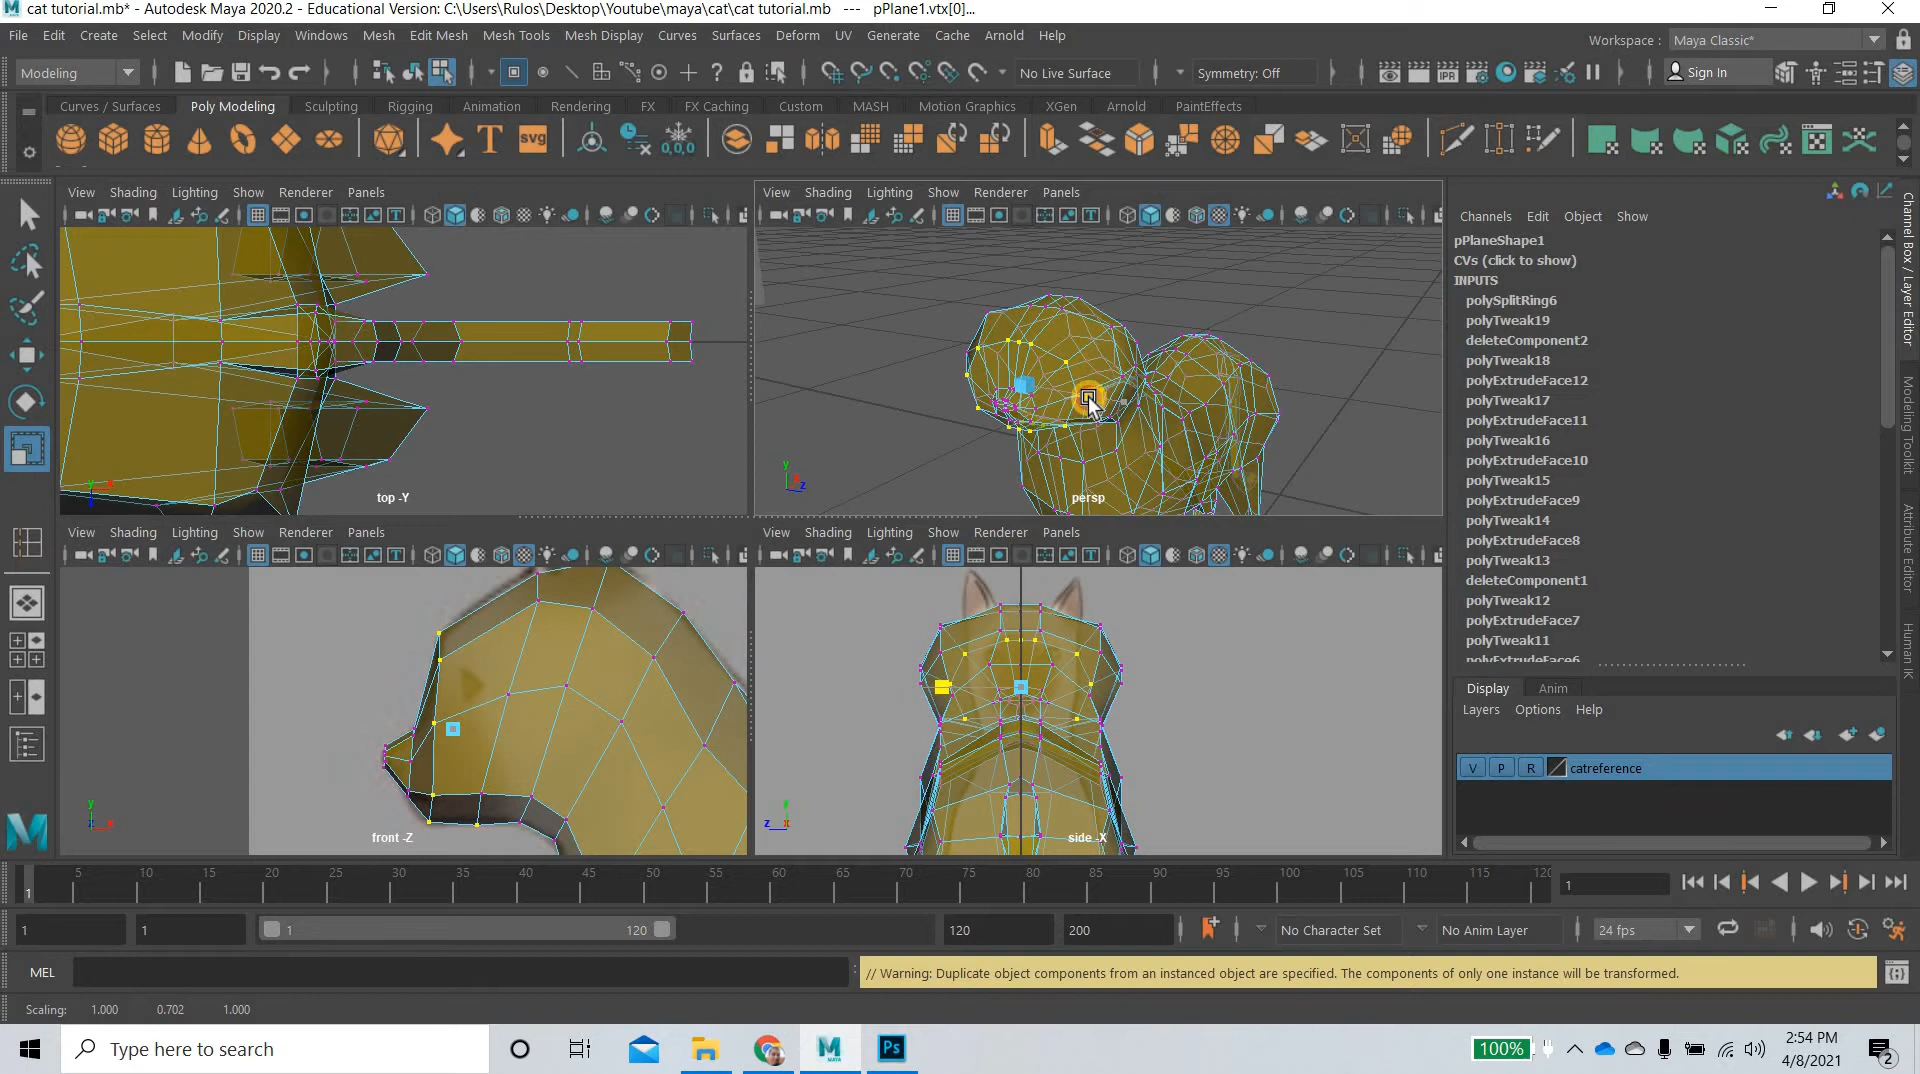 cat tutorial.mb* - Autodesk Maya 2020.2 - Educational Version: C:\Users\Rulos\Desktop\Youtube\maya\cat\cat tutorial.mb --- pPlane1.vtx[0]...
File Edit Create Select Modify Display Windows Mesh Edit Mesh Mesh Tools Mesh Display Curves Surfaces Deform UV Generate Cache Arnold Help
Workspace : Maya Classic*
Modeling
No Live Surface
Symmetry: Off
IPR
Sign In
Curves / Surfaces Poly Modeling Sculpting Rigging Animation Rendering FX FX Caching Custom MASH Motion Graphics XGen Arnold PaintEffects
T svg 0,0,0
View Shading Lighting Show Renderer Panels
View Shading Lighting Show Renderer Panels
Channels Edit Object Show
pPlaneShape1
CVs (click to show)
INPUTS
polySplitRing6
polyTweak19
deleteComponent2
polyTweak18
polyExtrudeFace12
polyTweak17
polyExtrudeFace11
polyTweak16
polyExtrudeFace10
polyTweak15
polyExtrudeFace9
polyTweak14
polyExtrudeFace8
polyTweak13
deleteComponent1
polyTweak12
polyExtrudeFace7
polyTweak11
polyExtrudeFace6
Channel Box / Layer Editor
Modeling Toolkit
Attribute Editor
Human IK
top -Y
persp
View Shading Lighting Show Renderer Panels
View Shading Lighting Show Renderer Panels
front -Z
side -X
Display Anim
Layers Options Help
V P R catreference
5 10 15 20 25 30 35 40 45 50 55 60 65 70 75 80 85 90 95 100 105 110 115 120
1
1
1 1 1 120 120 200
No Character Set
No Anim Layer
24 fps
MEL
// Warning: Duplicate object components from an instanced object are specified. The components of only one instance will be transformed.
Scaling: 1.000 0.702 1.000
Type here to search
MAYA
Ps
100%
2:54 PM
4/8/2021
2